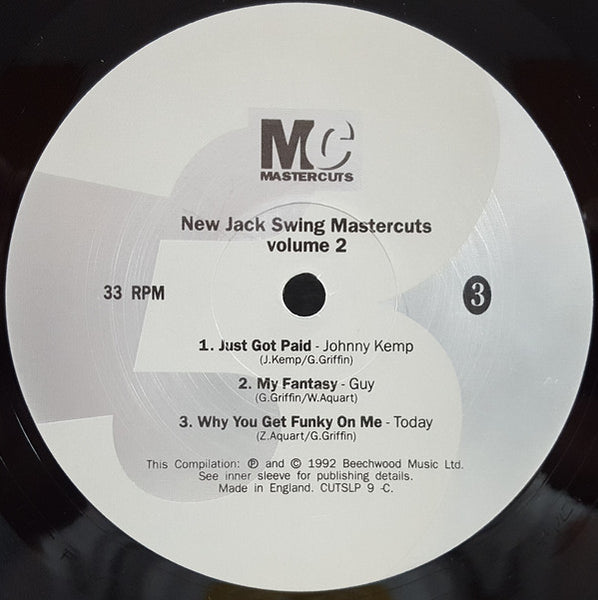 MC
MASTERCUTS
New Jack Swing Mastercuts
volume 2
33 RPM
3
1. Just Got Paid - Johnny Kemp
(J.Kemp/G.Griffin)
2. My Fantasy - Guy
(G.Griffin/W.Aquart)
3. Why You Get Funky On Me - Today
(Z.Aquart/G.Griffin)
This Compilation: ℗ and © 1992 Beechwood Music Ltd.
See inner sleeve for publishing details.
Made in England. CUTSLP 9 -C.